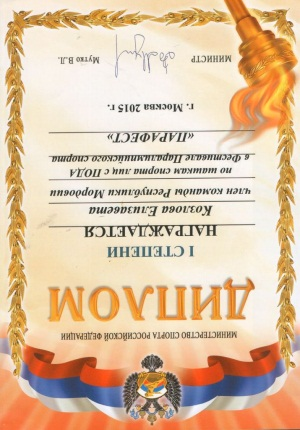 МИНИСТЕРСТВО СПОРТА РОССИЙСКОЙ ФЕДЕРАЦИИ
ДИПЛОМ
I СТЕПЕНИ
НАГРАЖДАЕТСЯ
Козлова Елизавета
член команды Республики Мордовии
по шашкам спорта лиц с ПОДА
в Фестивале Паралимпийского спорта
«ПАРАФЕСТ»
г. Москва 2015 г.
МИНИСТР Мутко В.Л.